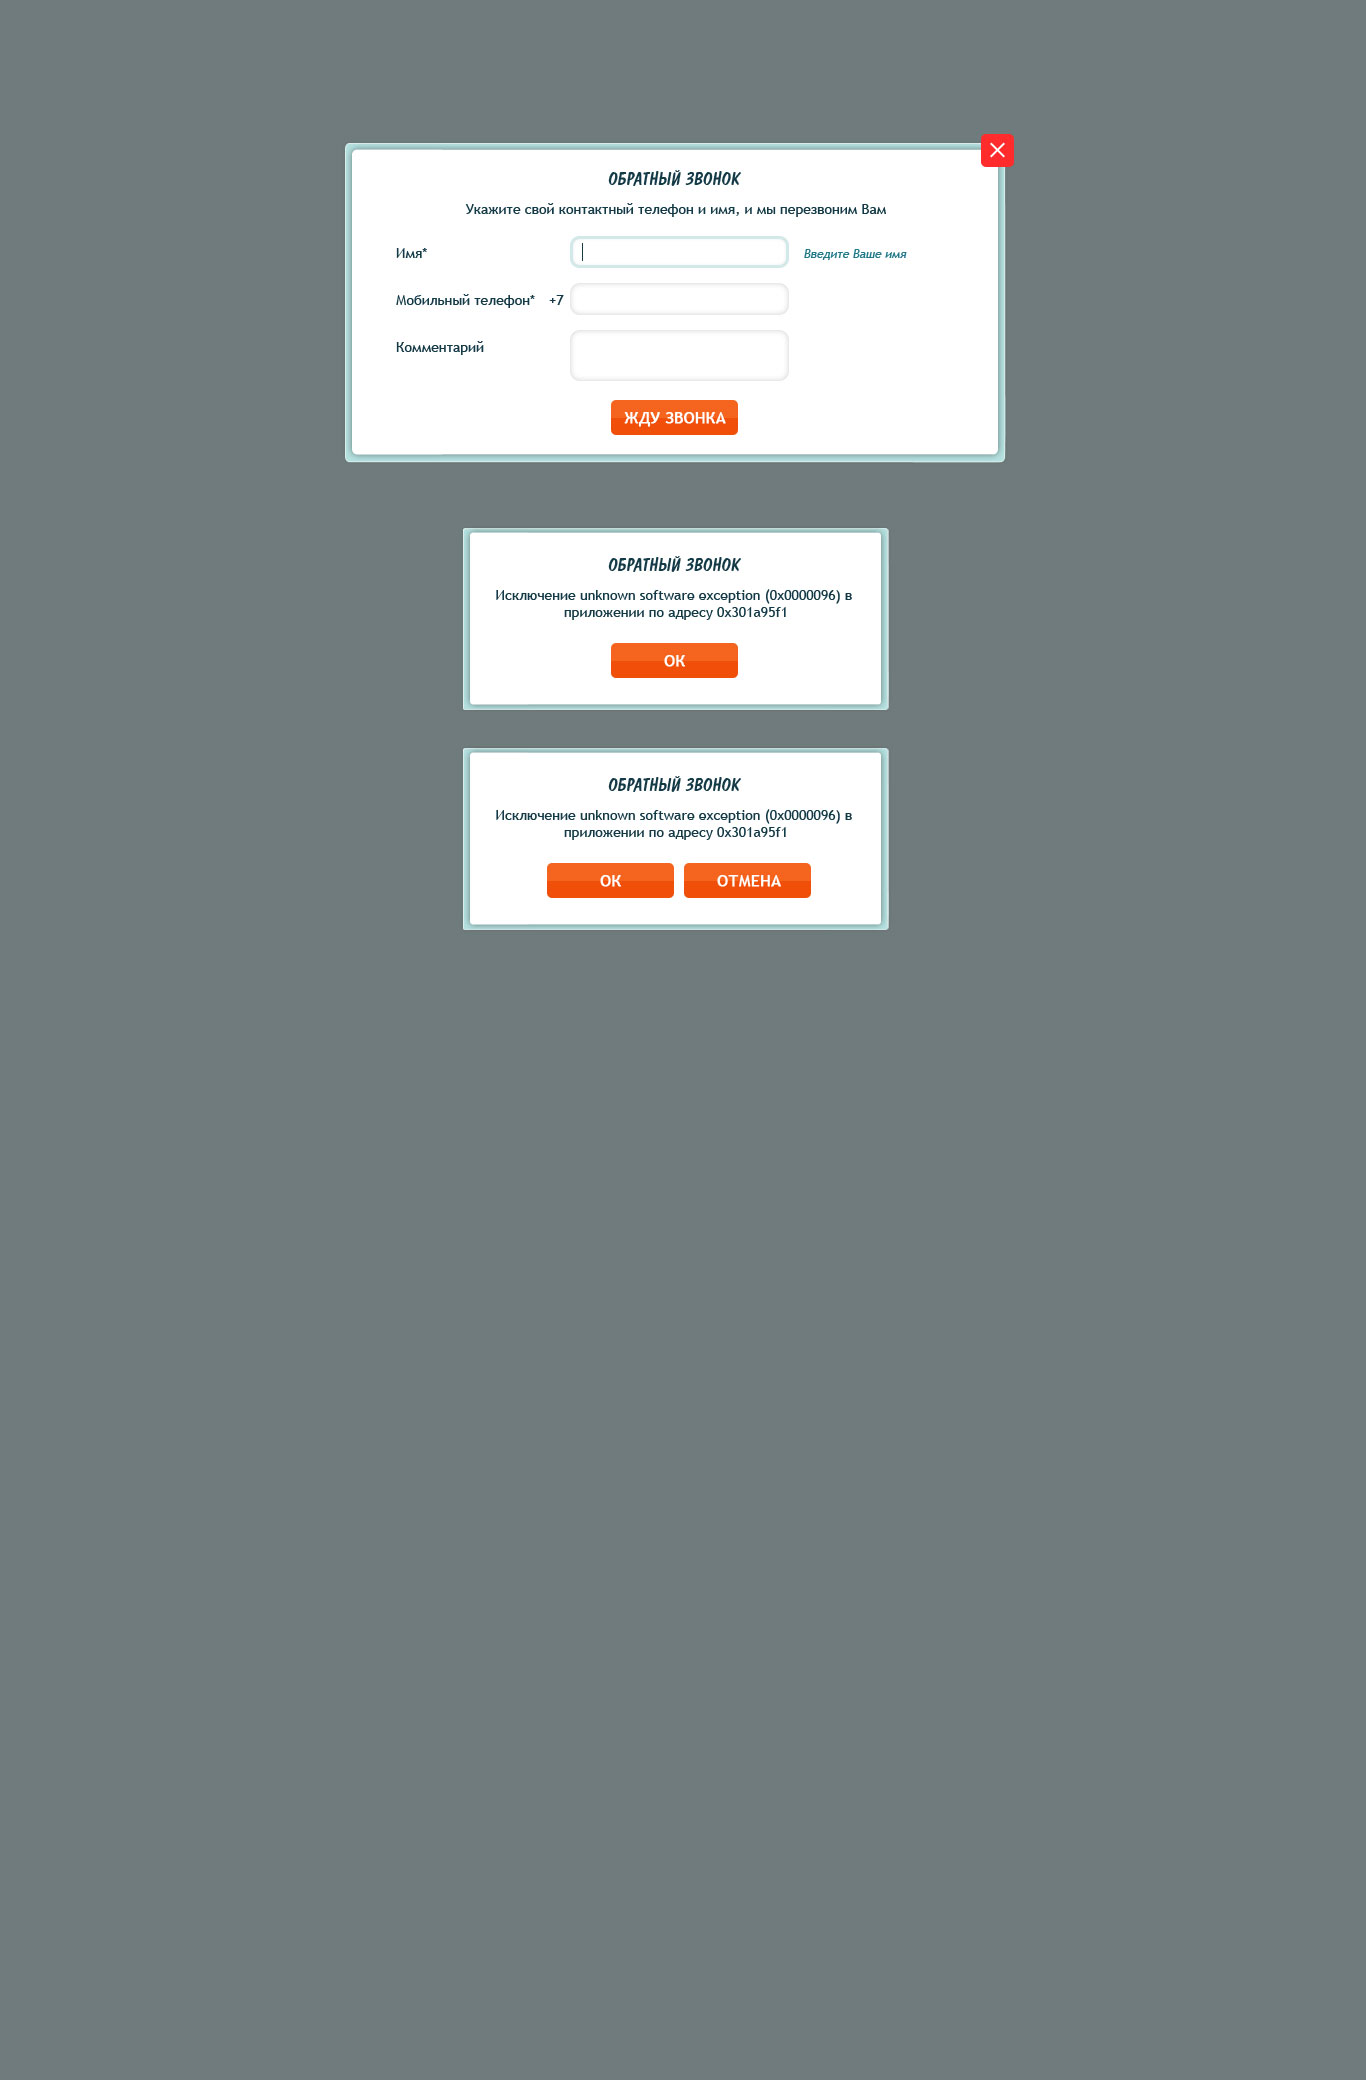 ОБРАТНЫЙ ЗВОНОК
Укажите свой контактный телефон и имя, и мы перезвоним Вам
Имя*
Введите Ваше имя
Мобильный телефон* +7
Комментарий
ЖДУ ЗВОНКА
ОБРАТНЫЙ ЗВОНОК
Исключение unknown software exception (0x0000096) в
приложении по адресу 0x301a95f1
ОК
ОБРАТНЫЙ ЗВОНОК
Исключение unknown software exception (0x0000096) в
приложении по адресу 0x301a95f1
ОК ОТМЕНА